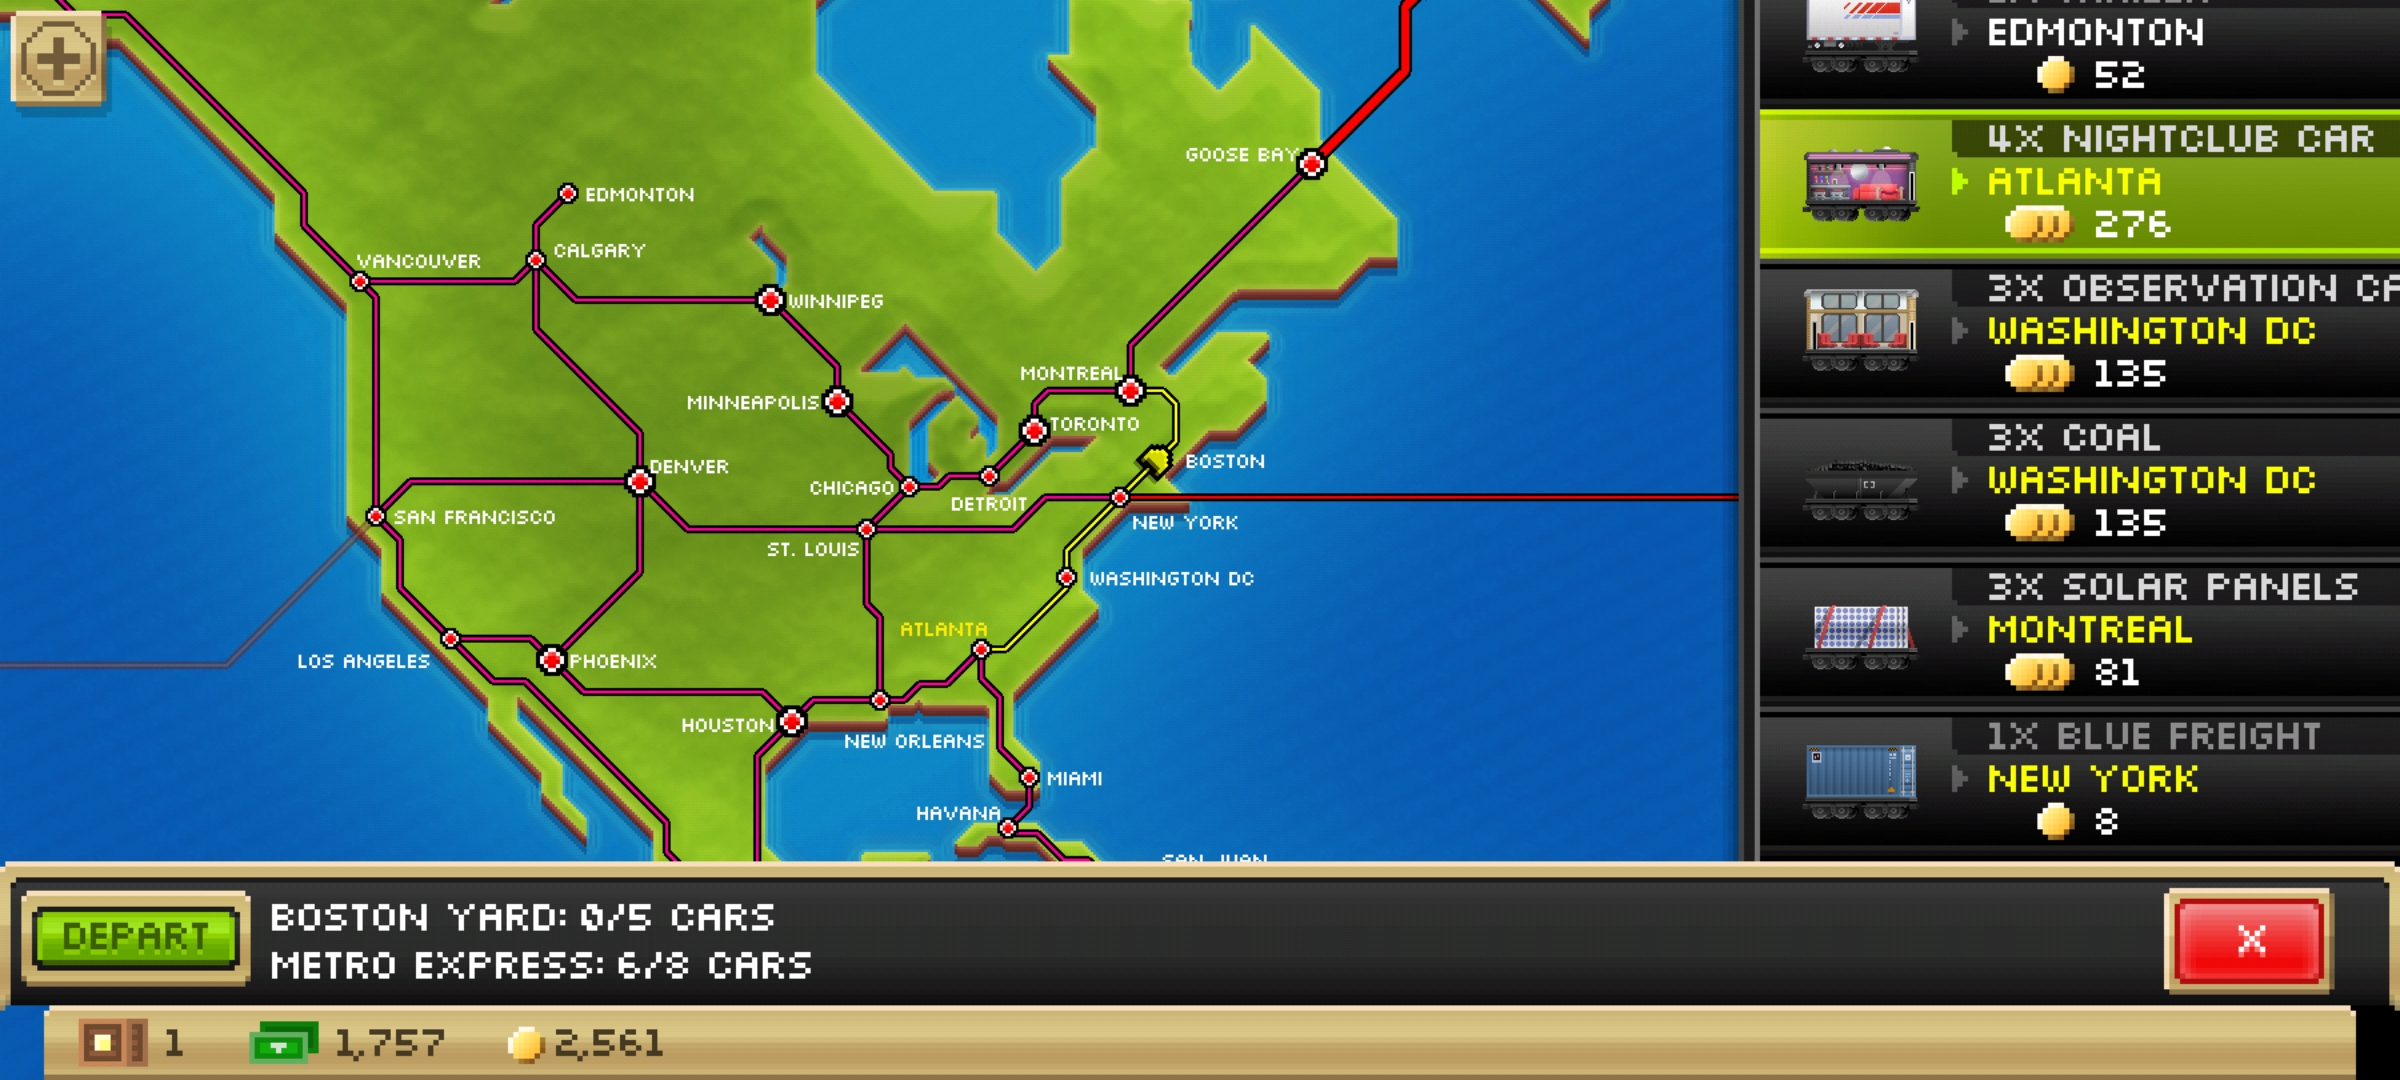 EDMONTON
52
4X NIGHTCLUB CAR
ATLANTA
276
3X OBSERVATION
WASHINGTON DC
135
3X COAL
WASHINGTON DC
135
3X SOLAR PANELS
MONTREAL
81
1X BLUE FREIGHT
NEW YORK
8
GOOSE BAY
EDMONTON
CALGARY
VANCOUVER
WINNIPEG
MONTREAL
MINNEAPOLIS
TORONTO
BOSTON
DENVER
CHICAGO
DETROIT
SAN FRANCISCO
NEW YORK
ST. LOUIS
WASHINGTON DC
ATLANTA
LOS ANGELES
PHOENIX
HOUSTON
NEW ORLEANS
MIAMI
HAVANA
SAN JUAN
DEPART
BOSTON YARD: 0/5 CARS
METRO EXPRESS: 6/8 CARS
X
1
1,757
2,561